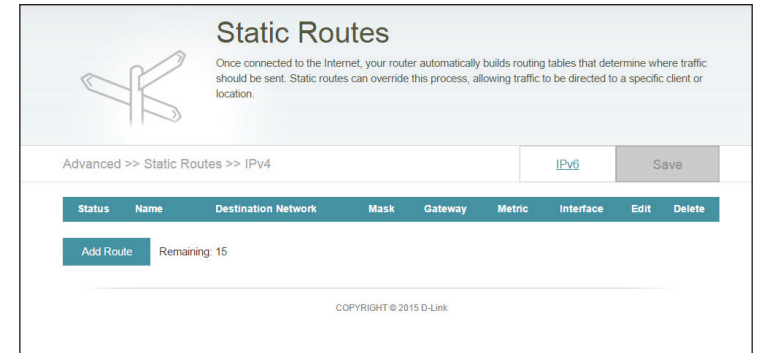 Static Routes
Once connected to the Internet, your router automatically builds routing tables that determine where traffic
should be sent. Static routes can override this process, allowing traffic to be directed to a specific client or
location.
Advanced >> Static Routes >> IPv4
IPv6
Save
Status Name Destination Network Mask Gateway Metric Interface Edit Delete
Add Route Remaining: 15
COPYRIGHT © 2015 D-Link